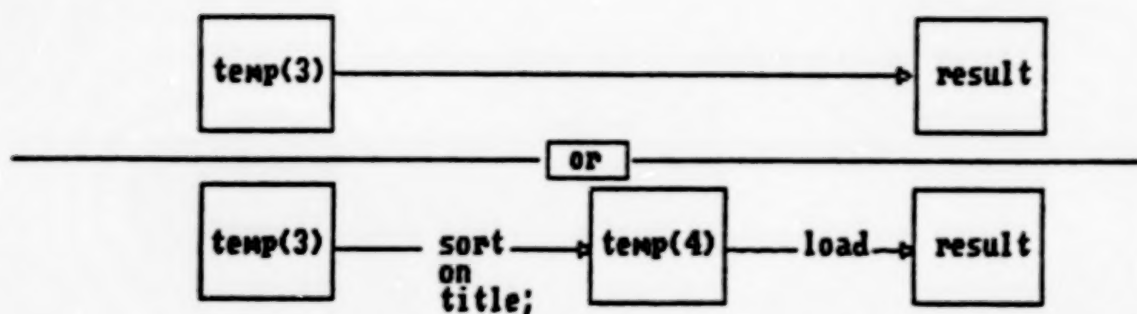 temp(3) result
or
temp(3) sort temp(4) load result
on
title;